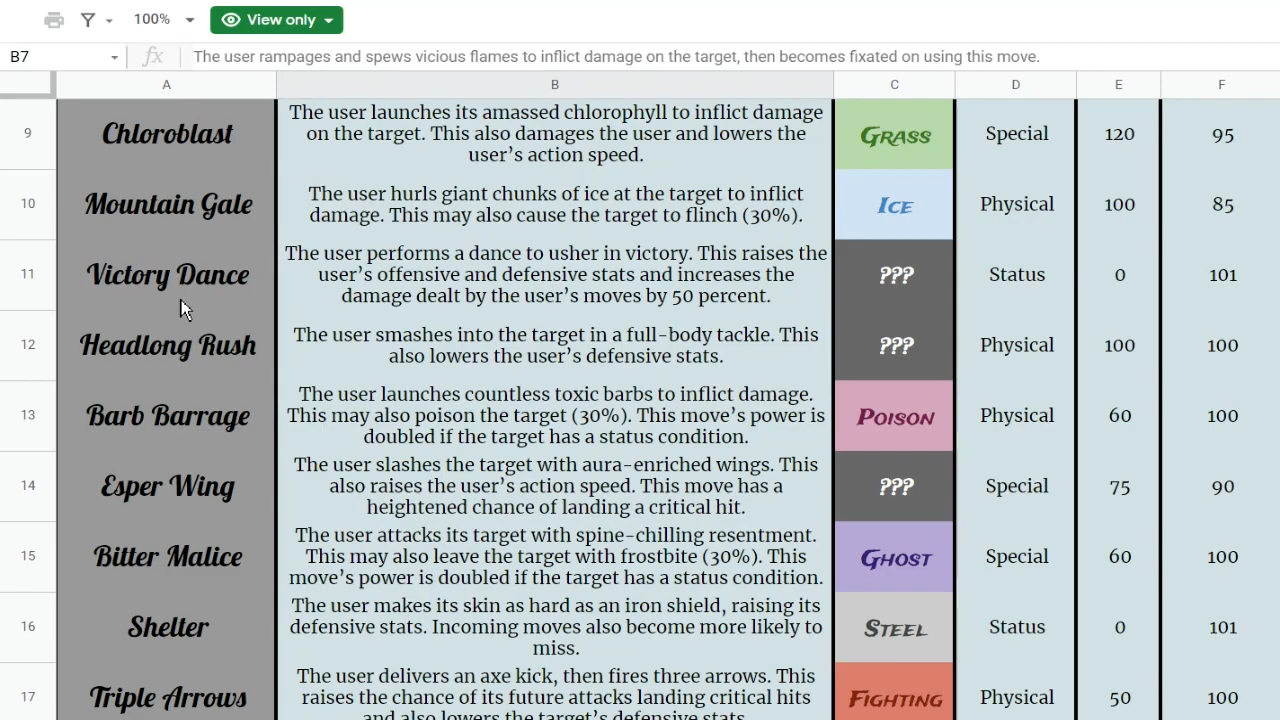 100%
View only
B7
fx
The user rampages and spews vicious flames to inflict damage on the target, then becomes fixated on using this move.
A B C D E F
9
Chloroblast
The user launches its amassed chlorophyll to inflict damage
on the target. This also damages the user and lowers the
user's action speed.
Grass
Special
120
95
10
Mountain Gale
The user hurls giant chunks of ice at the target to inflict
damage. This may also cause the target to flinch (30%).
Ice
Physical
100
85
11
Victory Dance
The user performs a dance to usher in victory. This raises the
user's offensive and defensive stats and increases the
damage dealt by the user's moves by 50 percent.
???
Status
0
101
12
Headlong Rush
The user smashes into the target in a full-body tackle. This
also lowers the user's defensive stats.
???
Physical
100
100
13
Barb Barrage
The user launches countless toxic barbs to inflict damage.
This may also poison the target (30%). This move's power is
doubled if the target has a status condition.
Poison
Physical
60
100
14
Esper Wing
The user slashes the target with aura-enriched wings. This
also raises the user's action speed. This move has a
heightened chance of landing a critical hit.
???
Special
75
90
15
Bitter Malice
The user attacks its target with spine-chilling resentment.
This may also leave the target with frostbite (30%). This
move's power is doubled if the target has a status condition.
Ghost
Special
60
100
16
Shelter
The user makes its skin as hard as an iron shield, raising its
defensive stats. Incoming moves also become more likely to
miss.
Steel
Status
0
101
17
Triple Arrows
The user delivers an axe kick, then fires three arrows. This
raises the chance of its future attacks landing critical hits
and also lowers the target's defensive stats.
Fighting
Physical
50
100